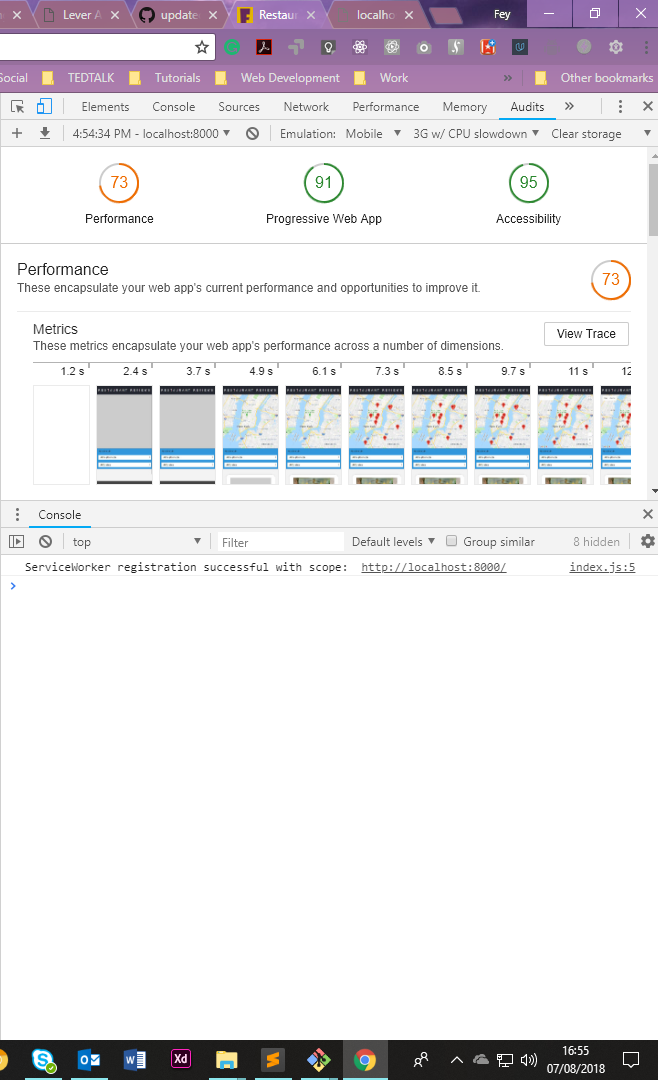 Lever A
update
Restau
localho
Fey
Social
TEDTALK
Tutorials
Web Development
Work
»
Other bookmarks
Elements
Console
Sources
Network
Performance
Memory
Audits
»
4:54:34 PM - localhost:8000
Emulation: Mobile
3G w/ CPU slowdown
Clear storage
73
91
95
Performance
Progressive Web App
Accessibility
Performance
These encapsulate your web app's current performance and opportunities to improve it.
73
Metrics
These metrics encapsulate your web app's performance across a number of dimensions.
View Trace
1.2 s
2.4 s
3.7 s
4.9 s
6.1 s
7.3 s
8.5 s
9.7 s
11 s
12
Console
top
Filter
Default levels
Group similar
8 hidden
ServiceWorker registration successful with scope: http://localhost:8000/
index.js:5
Xd
16:55
07/08/2018